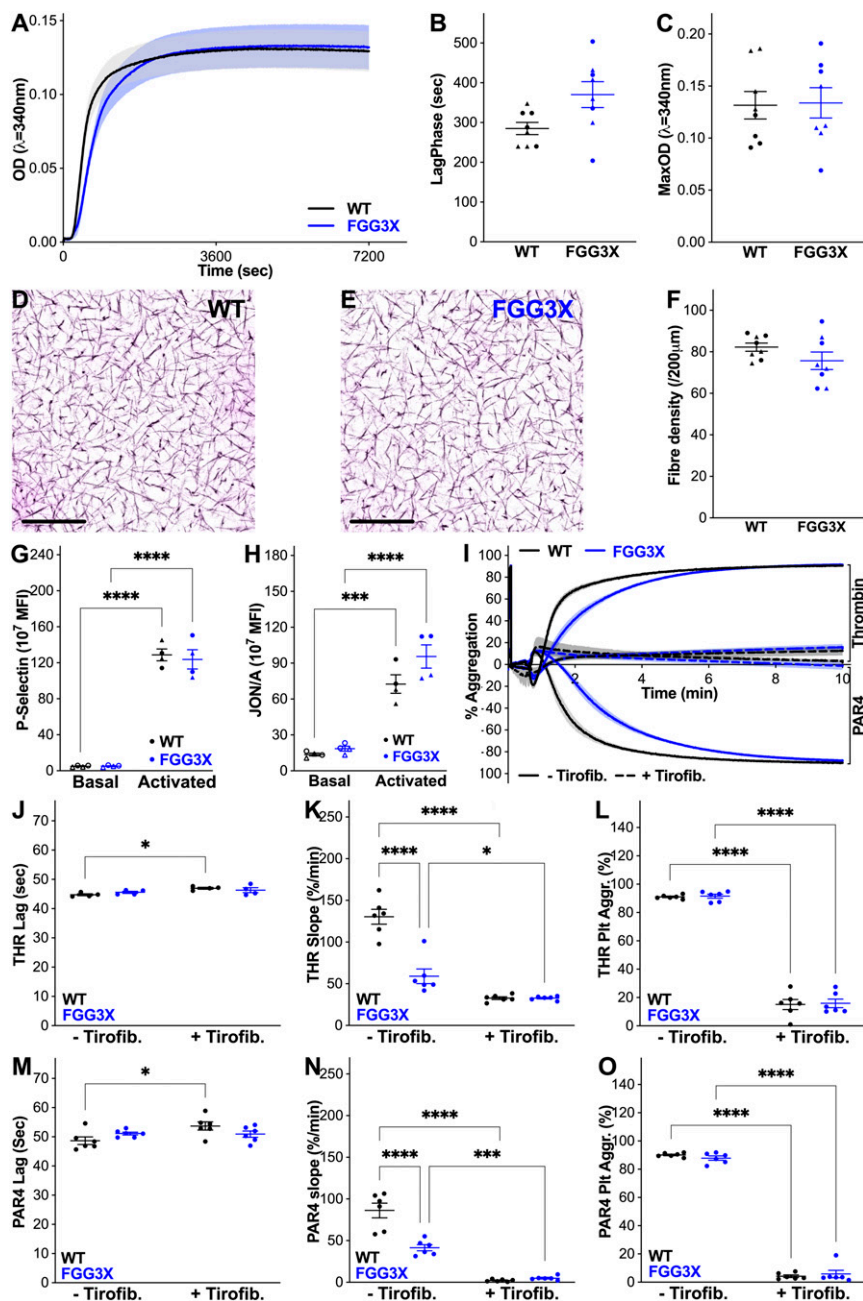 A
0.15
0.10
0.05
0.00
OD (λ=340nm)
WT
FGG3X
0
3600
7200
Time (sec)
B
500
400
300
200
100
0
LagPhase (sec)
WT
FGG3X
C
0.20
0.15
0.10
0.05
0.00
MaxOD (λ=340nm)
WT
FGG3X
D
WT
E
FGG3X
F
100
80
60
40
20
0
Fibre density (/200μm)
WT
FGG3X
G
240
200
160
120
80
40
0
P-Selectin (10⁷ MFI)
****
****
WT
FGG3X
Basal
Activated
H
150
120
90
60
30
0
JON/A (10⁷ MFI)
****
***
WT
FGG3X
Basal
Activated
I
WT
FGG3X
100
80
60
40
20
0
-20
-40
-60
-80
100
% Aggregation
2
4
6
8
10
Time (min)
Thrombin
PAR4
- Tirofib.
+ Tirofib.
J
70
60
50
40
30
20
10
0
THR Lag (sec)
*
WT
FGG3X
- Tirofib.
+ Tirofib.
K
150
100
50
0
THR Slope (%/min)
****
****
*
WT
FGG3X
- Tirofib.
+ Tirofib.
L
140
100
80
60
40
20
0
THR Plt Aggr. (%)
****
****
WT
FGG3X
- Tirofib.
+ Tirofib.
M
60
50
40
30
20
10
0
PAR4 Lag (Sec)
*
WT
FGG3X
- Tirofib.
+ Tirofib.
N
150
100
50
0
PAR4 slope (%/min)
****
****
***
WT
FGG3X
- Tirofib.
+ Tirofib.
O
140
100
80
60
40
20
0
PAR4 Plt Aggr. (%)
****
****
WT
FGG3X
- Tirofib.
+ Tirofib.